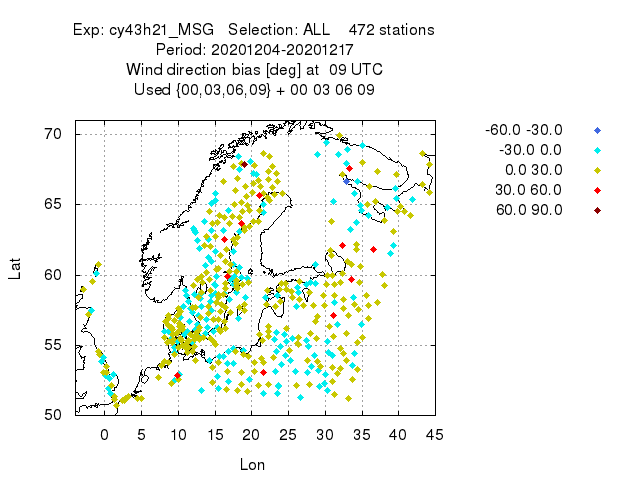 Exp: cy43h21_MSG   Selection: ALL    472 stations
Period: 20201204-20201217
Wind direction bias [deg] at  09 UTC
Used {00,03,06,09} + 00 03 06 09
-60.0 -30.0
-30.0 0.0
0.0 30.0
30.0 60.0
60.0 90.0
70
65
60
55
50
Lat
0 5 10 15 20 25 30 35 40 45
Lon